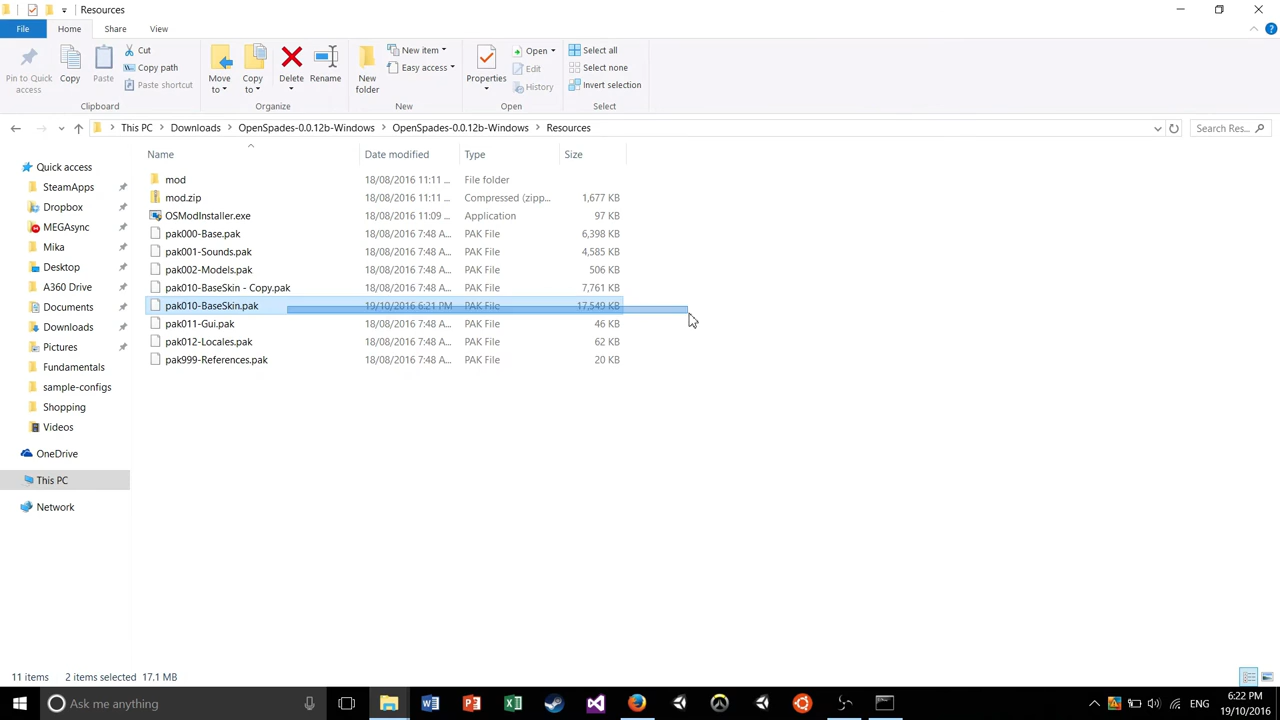 Resources
File Home Share View
Pin to Quick access
Copy
Paste
Cut
Copy path
Paste shortcut
Clipboard
Move to
Copy to
Delete
Rename
Organize
New folder
New item
Easy access
New
Properties
Open
Edit
History
Open
Select all
Select none
Invert selection
Select
This PC Downloads OpenSpades-0.0.12b-Windows OpenSpades-0.0.12b-Windows Resources
Search Res...
Name Date modified Type Size
mod 18/08/2016 11:11 ... File folder
mod.zip 18/08/2016 11:11 ... Compressed (zipp... 1,677 KB
OSModInstaller.exe 18/08/2016 11:09 ... Application 97 KB
pak000-Base.pak 18/08/2016 7:48 A... PAK File 6,398 KB
pak001-Sounds.pak 18/08/2016 7:48 A... PAK File 4,585 KB
pak002-Models.pak 18/08/2016 7:48 A... PAK File 506 KB
pak010-BaseSkin - Copy.pak 18/08/2016 7:48 A... PAK File 7,761 KB
pak010-BaseSkin.pak 19/10/2016 6:21 PM PAK File 17,549 KB
pak011-Gui.pak 18/08/2016 7:48 A... PAK File 46 KB
pak012-Locales.pak 18/08/2016 7:48 A... PAK File 62 KB
pak999-References.pak 18/08/2016 7:48 A... PAK File 20 KB
Quick access
SteamApps
Dropbox
MEGAsync
Mika
Desktop
A360 Drive
Documents
Downloads
Pictures
Fundamentals
sample-configs
Shopping
Videos
OneDrive
This PC
Network
11 items 2 items selected 17.1 MB
Ask me anything
ENG
6:22 PM
19/10/2016